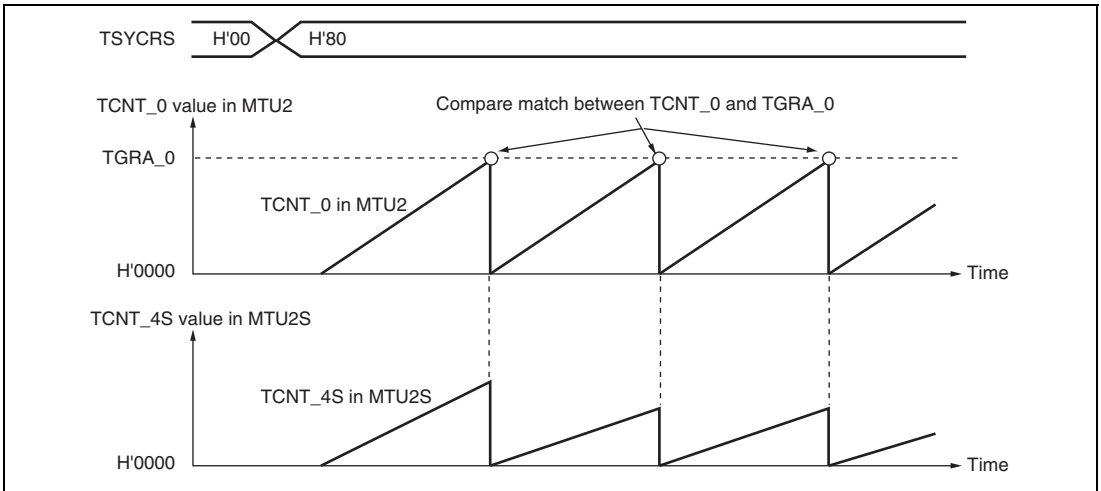 TSYCRS H'00 H'80
TCNT_0 value in MTU2
Compare match between TCNT_0 and TGRA_0
TGRA_0
TCNT_0 in MTU2
H'0000
Time
TCNT_4S value in MTU2S
TCNT_4S in MTU2S
H'0000
Time